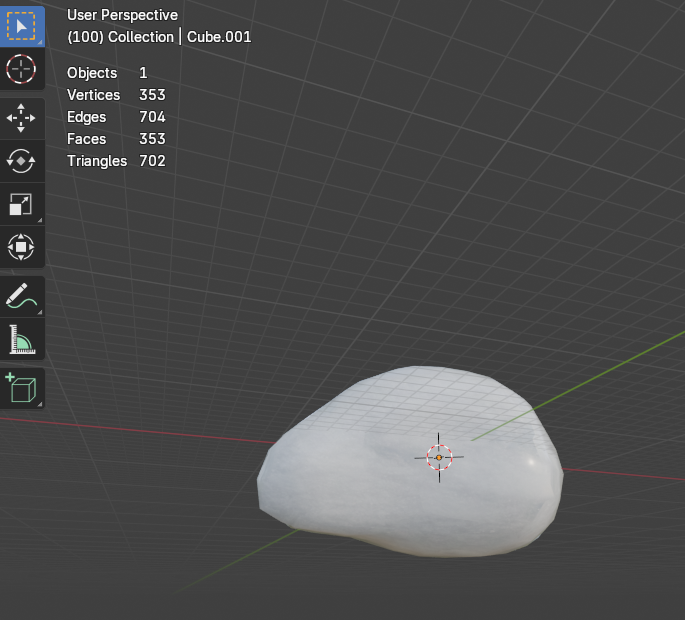 User Perspective
(100) Collection | Cube.001
Objects 1
Vertices 353
Edges 704
Faces 353
Triangles 702